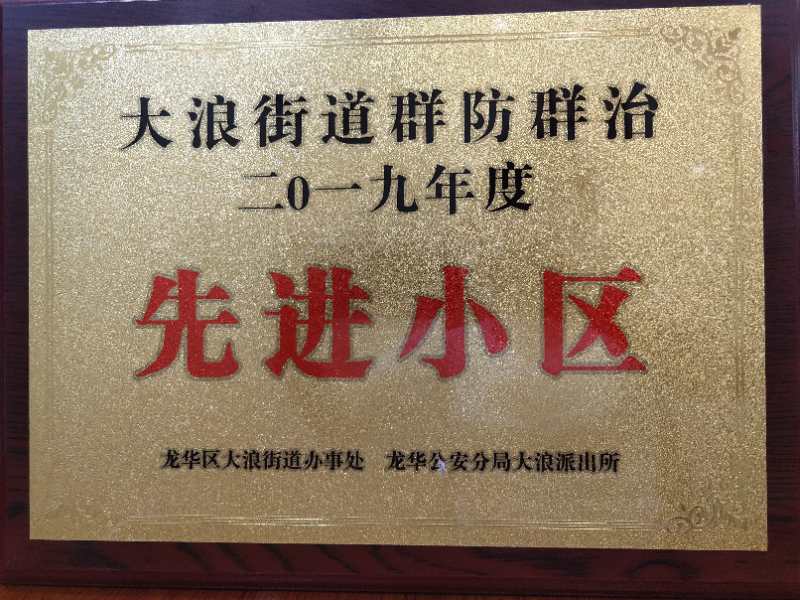 大浪街道群防群治
二0一九年度
先进小区
龙华区大浪街道办事处 龙华公安分局大浪派出所